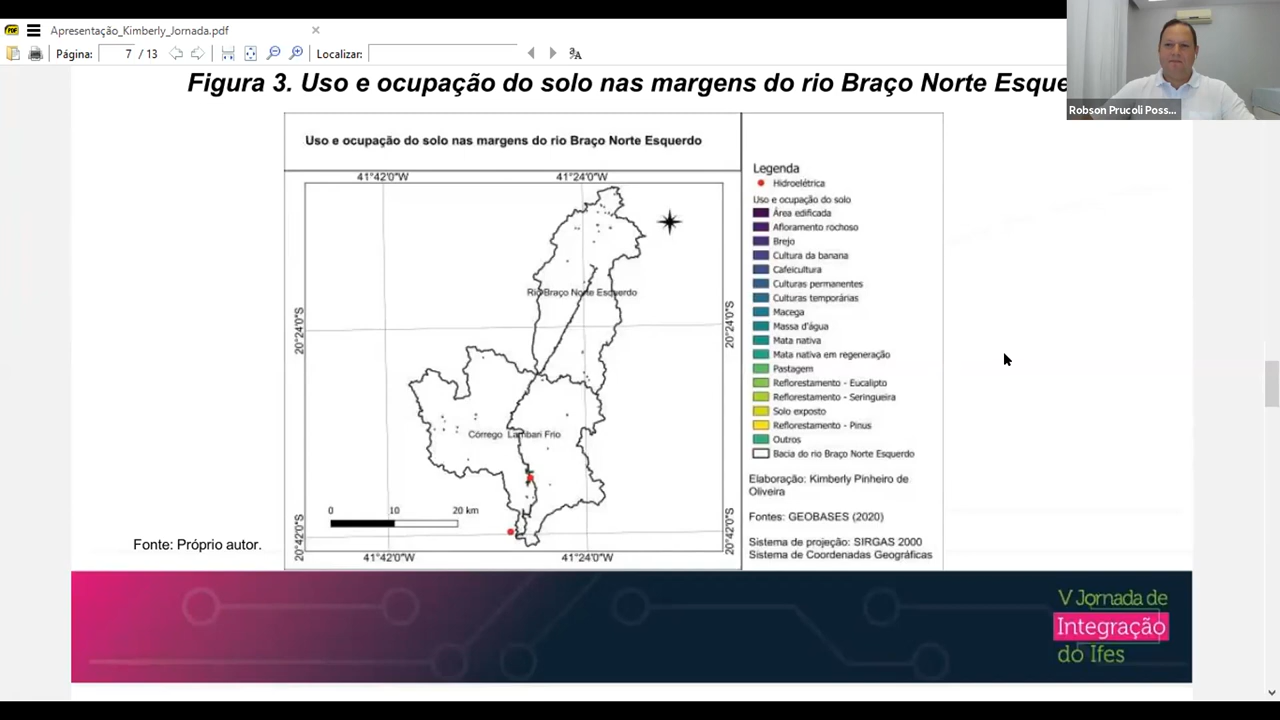 Apresentação_Kimberly_Jornada.pdf
Página: 7 / 13 Localizar:
Figura 3. Uso e ocupação do solo nas margens do rio Braço Norte Esque
Robson Prucoli Poss...
Uso e ocupação do solo nas margens do rio Braço Norte Esquerdo
41°42'0"W 41°24'0"W
Rio Braço Norte Esquerdo
20°24'0"S 20°24'0"S
Córrego Lambari Frio
0 10 20 km
20°42'0"S 20°42'0"S
41°42'0"W 41°24'0"W
Legenda
Hidroelétrica
Uso e ocupação do solo
Área edificada
Afloramento rochoso
Brejo
Cultura da banana
Cafeicultura
Culturas permanentes
Culturas temporárias
Macega
Massa d'água
Mata nativa
Mata nativa em regeneração
Pastagem
Reflorestamento - Eucalipto
Reflorestamento - Seringueira
Solo exposto
Reflorestamento - Pinus
Outros
Bacia do rio Braço Norte Esquerdo
Elaboração: Kimberly Pinheiro de
Oliveira
Fontes: GEOBASES (2020)
Sistema de projeção: SIRGAS 2000
Sistema de Coordenadas Geográficas
Fonte: Próprio autor.
V Jornada de
Integração
do Ifes